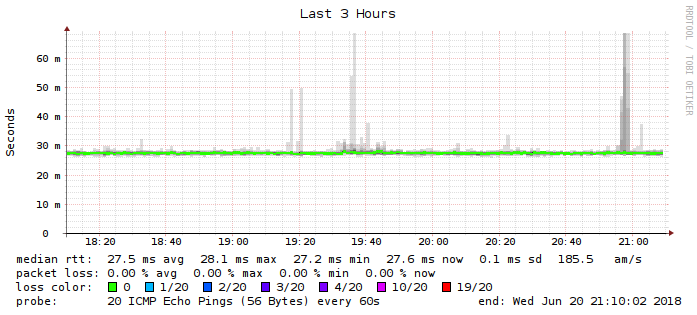 Last 3 Hours
RRDTOOL / TOBI OETIKER
Seconds
60 m
50 m
40 m
30 m
20 m
10 m
0
18:20 18:40 19:00 19:20 19:40 20:00 20:20 20:40 21:00
median rtt: 27.5 ms avg 28.1 ms max 27.2 ms min 27.6 ms now 0.1 ms sd 185.5 am/s
packet loss: 0.00 % avg 0.00 % max 0.00 % min 0.00 % now
loss color: 0 1/20 2/20 3/20 4/20 10/20 19/20
probe: 20 ICMP Echo Pings (56 Bytes) every 60s end: Wed Jun 20 21:10:02 2018